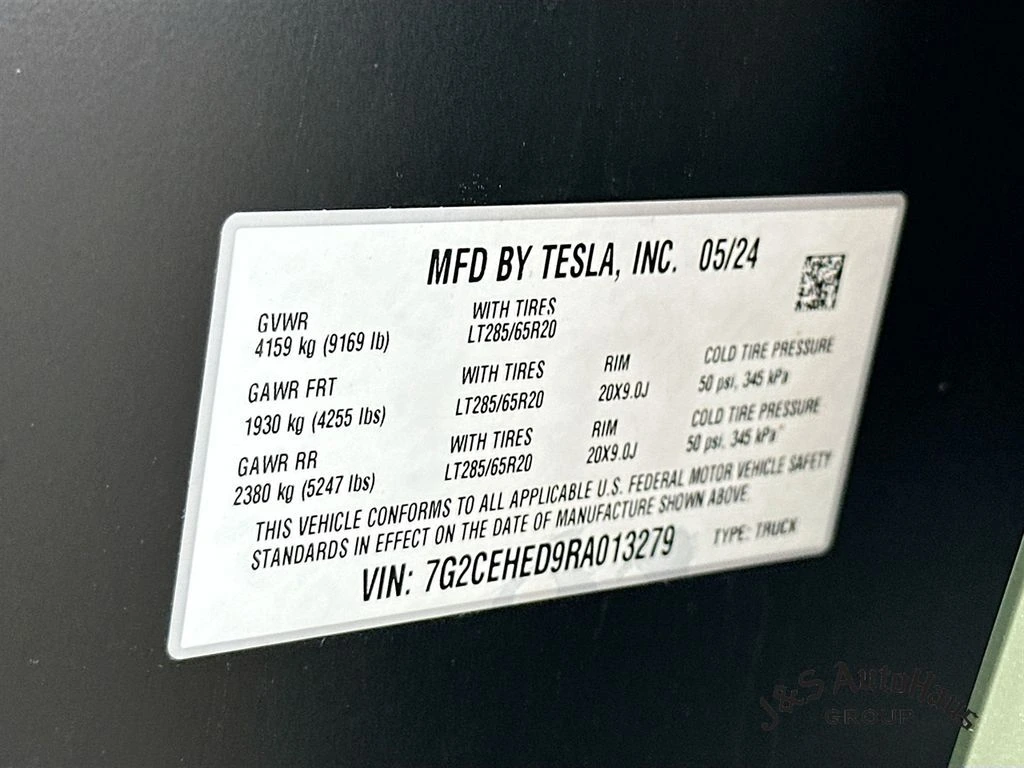 MFD BY TESLA, INC. 05/24
GVWR WITH TIRES
4159 kg (9169 lb) LT285/65R20
GAWR FRT WITH TIRES RIM COLD TIRE PRESSURE
1930 kg (4255 lbs) LT285/65R20 20X9.0J 50 psi, 345 kPa
GAWR RR WITH TIRES RIM COLD TIRE PRESSURE
2380 kg (5247 lbs) LT285/65R20 20X9.0J 50 psi, 345 kPa
THIS VEHICLE CONFORMS TO ALL APPLICABLE U.S. FEDERAL MOTOR VEHICLE SAFETY
STANDARDS IN EFFECT ON THE DATE OF MANUFACTURE SHOWN ABOVE.
VIN: 7G2CEHED9RA013279 TYPE: TRUCK
J&S AutoHaus
GROUP